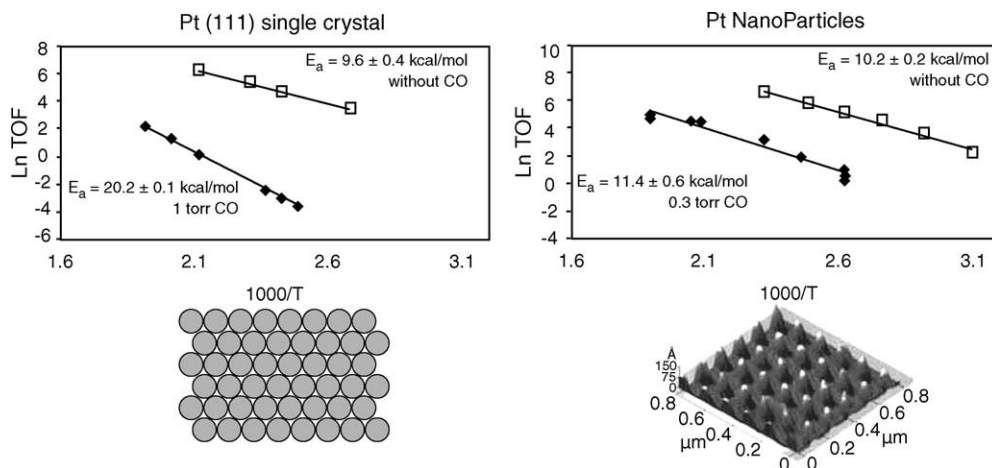 Pt (111) single crystal
8
6
4
2
0
-2
-4
-6
Ln TOF
Ea = 9.6 ± 0.4 kcal/mol
without CO
Ea = 20.2 ± 0.1 kcal/mol
1 torr CO
1.6 2.1 2.6 3.1
1000/T
Pt NanoParticles
10
8
6
4
2
0
-2
-4
Ln TOF
Ea = 10.2 ± 0.2 kcal/mol
without CO
Ea = 11.4 ± 0.6 kcal/mol
0.3 torr CO
1.6 2.1 2.6 3.1
1000/T
Å
150
75
0
0.8
0.6
0.4
0.2
0
µm
0.8
0.6
0.4
0.2
0
µm